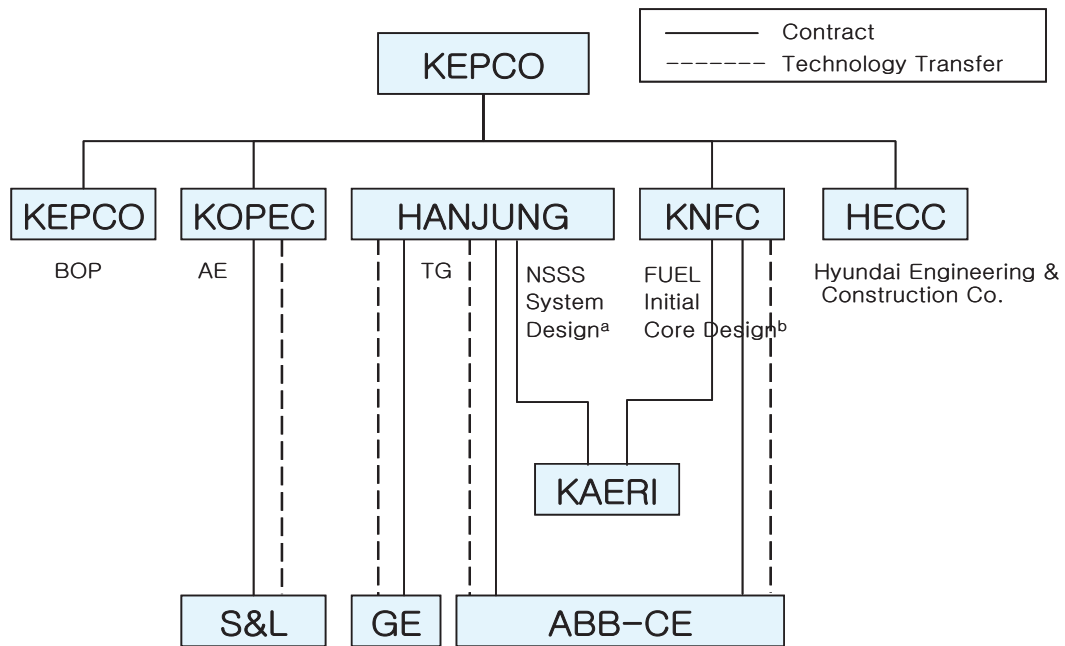 KEPCO
Contract
Technology Transfer
KEPCO
KOPEC
HANJUNG
KNFC
HECC
BOP
AE
TG
NSSS
System
Designᵃ
FUEL
Initial
Core Designᵇ
Hyundai Engineering &
Construction Co.
KAERI
S&L
GE
ABB-CE